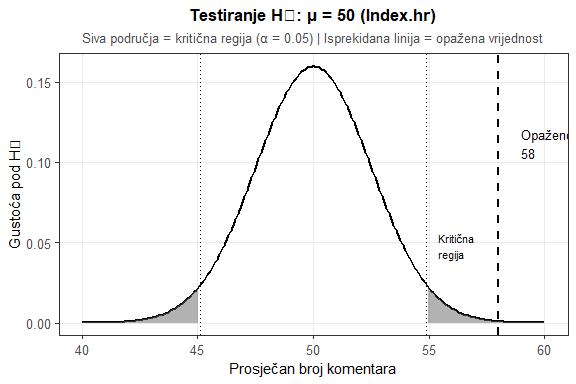 Testiranje H▯: μ = 50 (Index.hr)
Siva područja = kritična regija (α = 0.05) | Isprekidana linija = opažena vrijednost
Gustoća pod H▯
0.15
0.10
0.05
0.00
Opaženo
58
Kritična
regija
40
45
50
55
60
Prosječan broj komentara